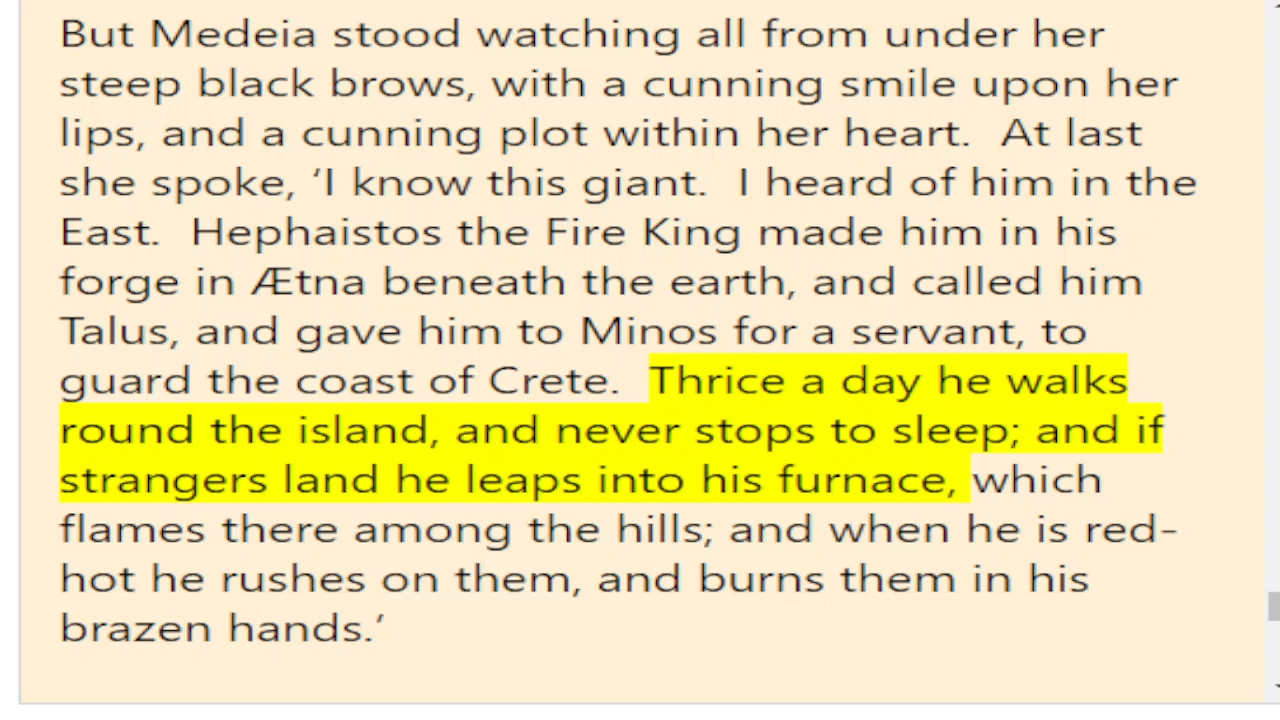 But Medeia stood watching all from under her
steep black brows, with a cunning smile upon her
lips, and a cunning plot within her heart.  At last
she spoke, ‘I know this giant.  I heard of him in the
East.  Hephaistos the Fire King made him in his
forge in Ætna beneath the earth, and called him
Talus, and gave him to Minos for a servant, to
guard the coast of Crete.  Thrice a day he walks
round the island, and never stops to sleep; and if
strangers land he leaps into his furnace, which
flames there among the hills; and when he is red-
hot he rushes on them, and burns them in his
brazen hands.’